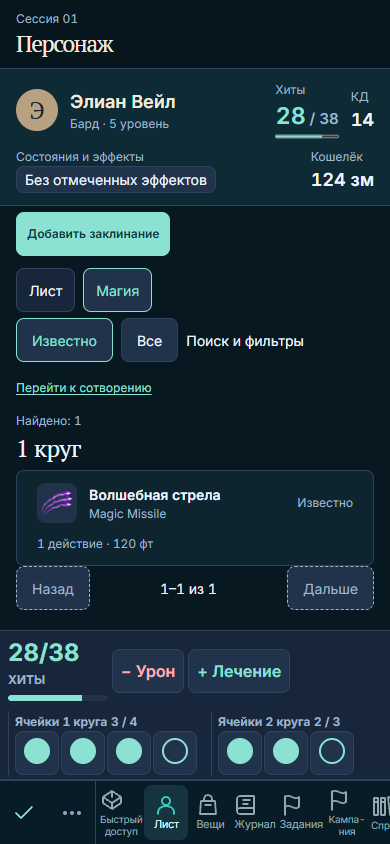 Сессия 01
Персонаж
Э
Элиан Вейл
Бард · 5 уровень
Хиты
28 / 38
КД
14
Состояния и эффекты
Без отмеченных эффектов
Кошелёк
124 зм
Добавить заклинание
Лист
Магия
Известно
Все
Поиск и фильтры
Перейти к сотворению
Найдено: 1
1 круг
Волшебная стрела
Magic Missile
Известно
1 действие · 120 фт
Назад
1–1 из 1
Дальше
28/38
ХИТЫ
− Урон
+ Лечение
Ячейки 1 круга 3 / 4
Ячейки 2 круга 2 / 3
Быстрый
доступ
Лист
Вещи
Журнал
Задания
Кампа-
ния
Спр